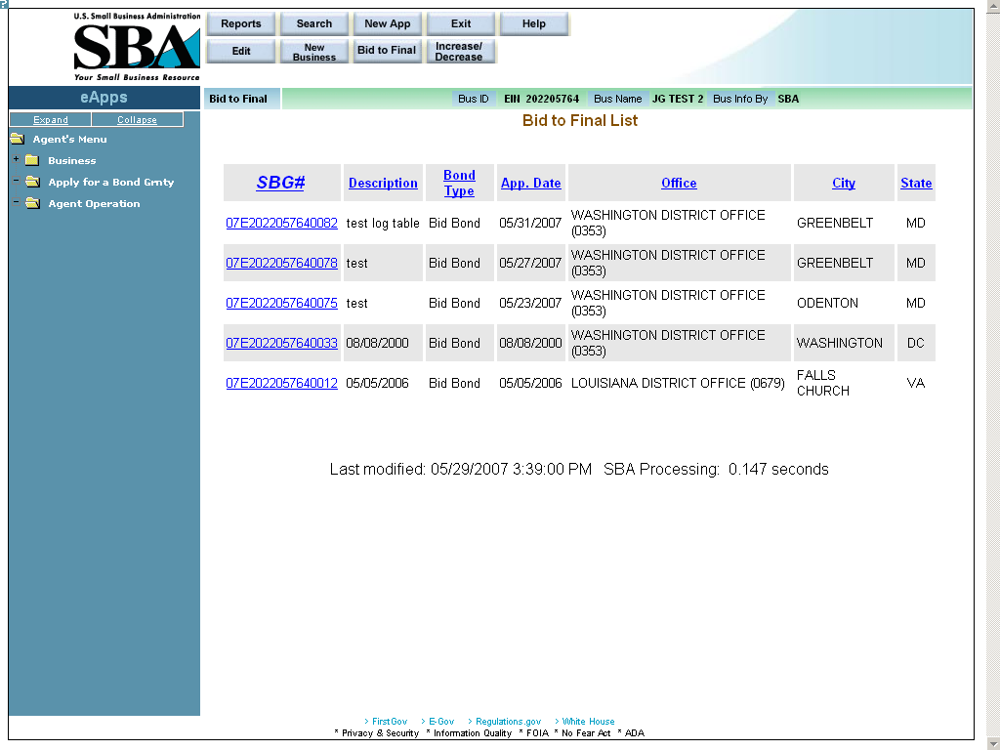 U.S. Small Business Administration
SBA
Your Small Business Resource
Reports Search New App Exit Help
Edit New Business Bid to Final Increase/ Decrease
eApps
Bid to Final Bus ID EIN 202205764 Bus Name JG TEST 2 Bus Info By SBA
Expand Collapse
Agent's Menu
Business
Apply for a Bond Grnty
Agent Operation
Bid to Final List
SBG# Description Bond Type App. Date Office City State
07E2022057640082 test log table Bid Bond 05/31/2007 WASHINGTON DISTRICT OFFICE (0353) GREENBELT MD
07E2022057640078 test Bid Bond 05/27/2007 WASHINGTON DISTRICT OFFICE (0353) GREENBELT MD
07E2022057640075 test Bid Bond 05/23/2007 WASHINGTON DISTRICT OFFICE (0353) ODENTON MD
07E2022057640033 08/08/2000 Bid Bond 08/08/2000 WASHINGTON DISTRICT OFFICE (0353) WASHINGTON DC
07E2022057640012 05/05/2006 Bid Bond 05/05/2006 LOUISIANA DISTRICT OFFICE (0679) FALLS CHURCH VA
Last modified: 05/29/2007 3:39:00 PM SBA Processing: 0.147 seconds
> FirstGov > E-Gov > Regulations.gov > White House
* Privacy & Security * Information Quality * FOIA * No Fear Act * ADA